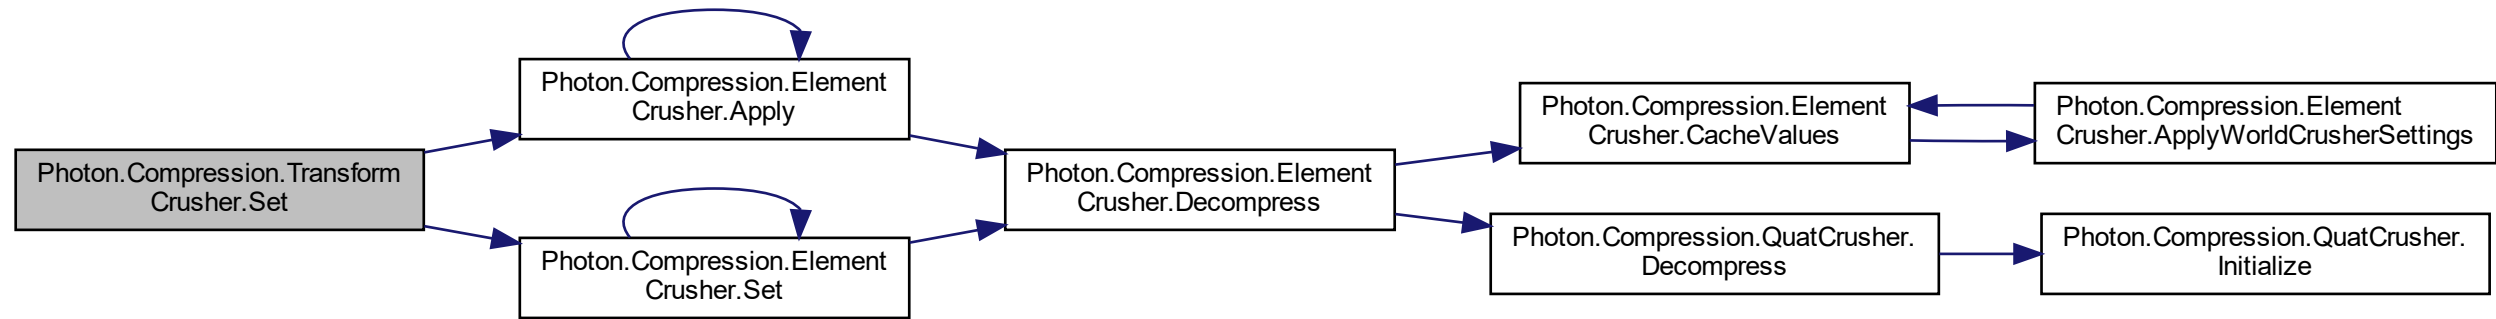 Photon.Compression.Transform
Crusher.Set
Photon.Compression.Element
Crusher.Apply
Photon.Compression.Element
Crusher.Set
Photon.Compression.Element
Crusher.Decompress
Photon.Compression.Element
Crusher.CacheValues
Photon.Compression.QuatCrusher.
Decompress
Photon.Compression.Element
Crusher.ApplyWorldCrusherSettings
Photon.Compression.QuatCrusher.
Initialize